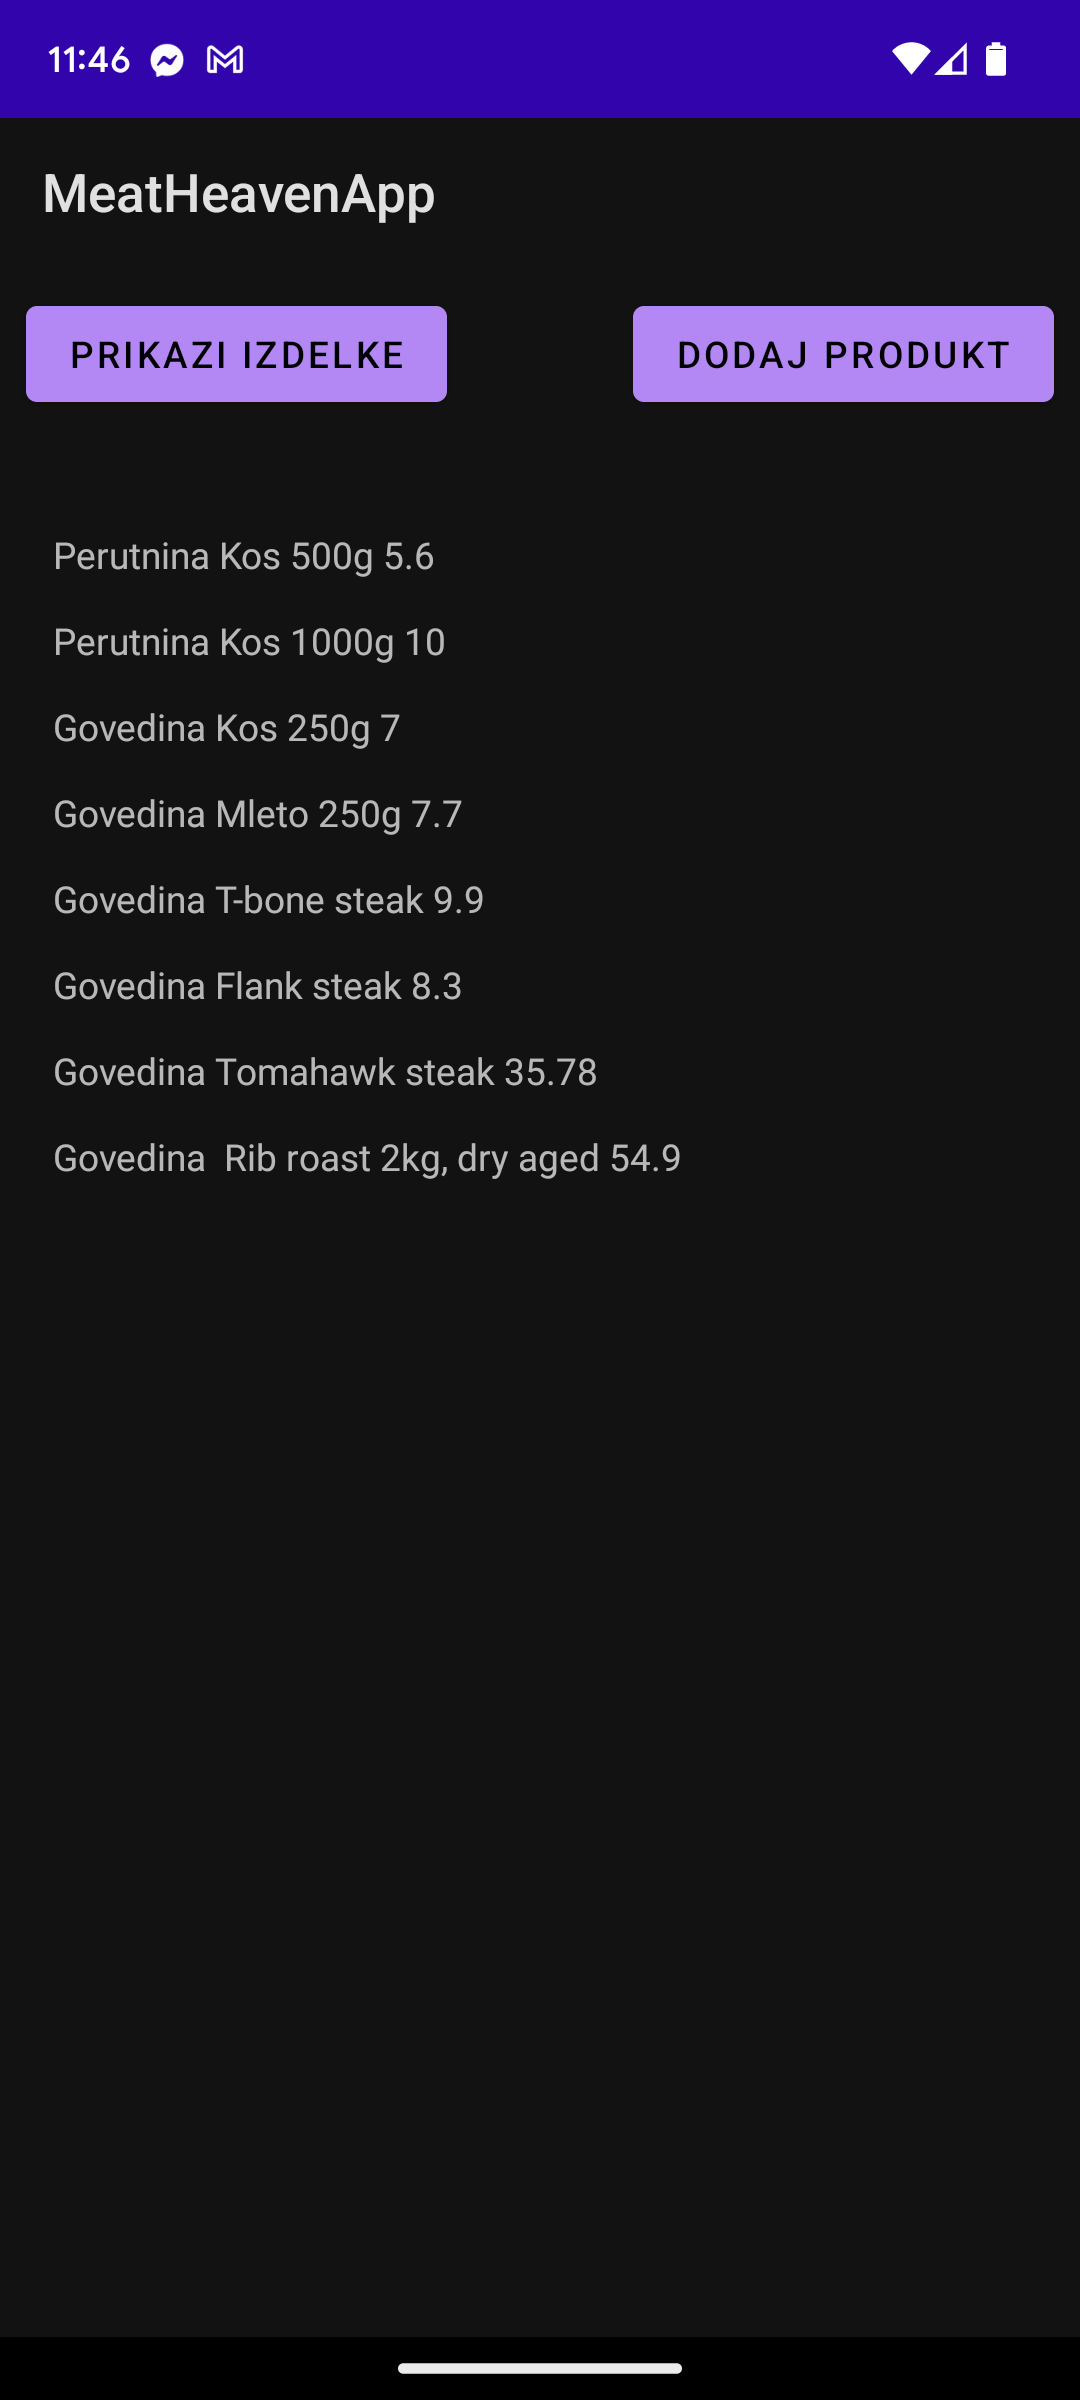 11:46
MeatHeavenApp
PRIKAZI IZDELKE
DODAJ PRODUKT
Perutnina Kos 500g 5.6
Perutnina Kos 1000g 10
Govedina Kos 250g 7
Govedina Mleto 250g 7.7
Govedina T-bone steak 9.9
Govedina Flank steak 8.3
Govedina Tomahawk steak 35.78
Govedina  Rib roast 2kg, dry aged 54.9